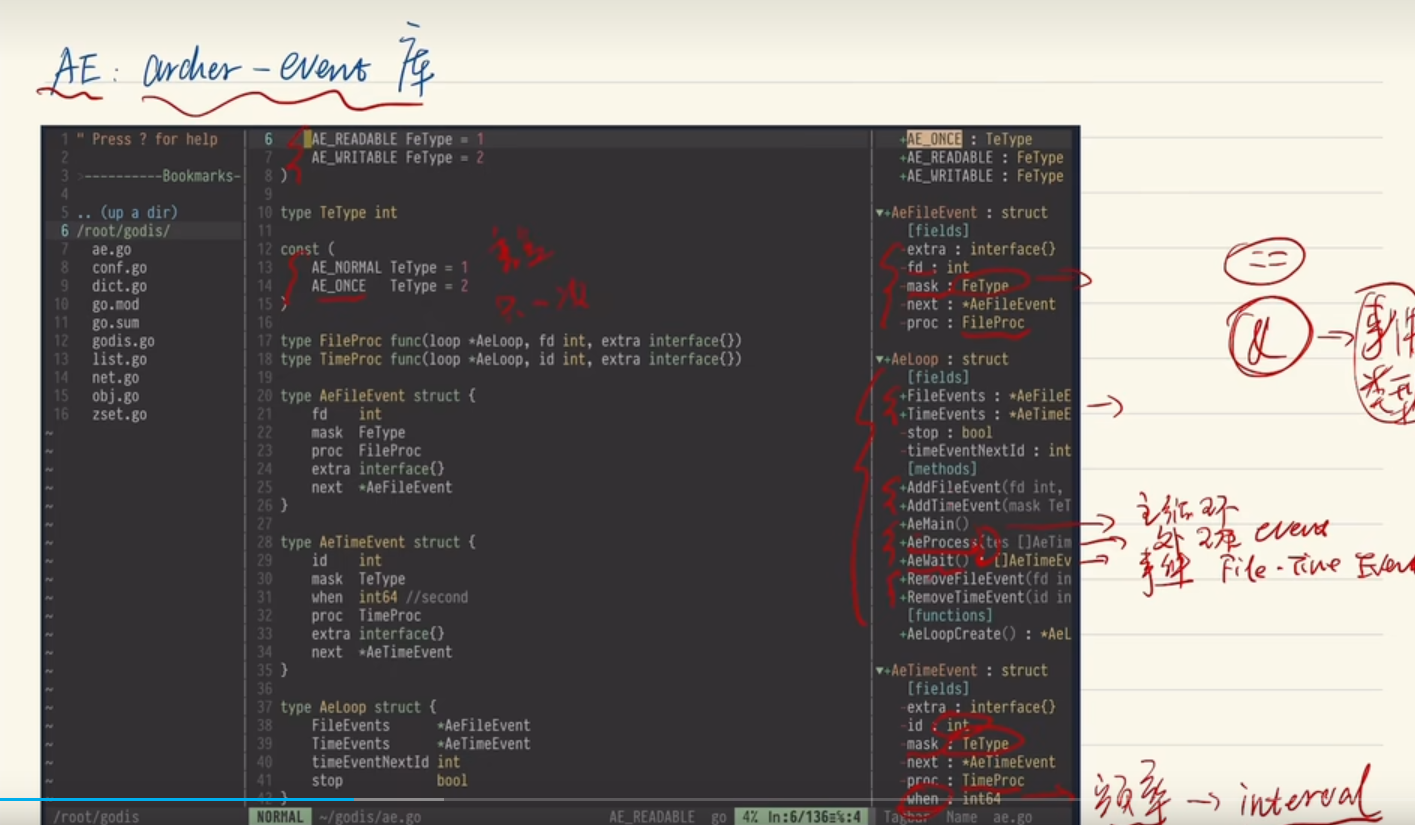 AE: archer-event 库
1 " Press ? for help
2
3 >----------Bookmarks-
4
5 .. (up a dir)
6 /root/godis/
7 ae.go
8 conf.go
9 dict.go
10 go.mod
11 go.sum
12 godis.go
13 list.go
14 net.go
15 obj.go
16 zset.go
6 AE_READABLE FeType = 1
7 AE_WRITABLE FeType = 2
8 )
9
10 type TeType int
11
12 const (
13 AE_NORMAL TeType = 1
14 AE_ONCE TeType = 2
只一次
15 )
16
17 type FileProc func(loop *AeLoop, fd int, extra interface{})
18 type TimeProc func(loop *AeLoop, id int, extra interface{})
19
20 type AeFileEvent struct {
21 fd int
22 mask FeType
23 proc FileProc
24 extra interface{}
25 next *AeFileEvent
26 }
27
28 type AeTimeEvent struct {
29 id int
30 mask TeType
31 when int64 //second
32 proc TimeProc
33 extra interface{}
34 next *AeTimeEvent
35 }
36
37 type AeLoop struct {
38 FileEvents *AeFileEvent
39 TimeEvents *AeTimeEvent
40 timeEventNextId int
41 stop bool
42 }
+AE_ONCE : TeType
+AE_READABLE : FeType
+AE_WRITABLE : FeType
▼+AeFileEvent : struct
[fields]
-extra : interface{}
-fd : int
-mask : FeType
-next : *AeFileEvent
-proc : FileProc
▼+AeLoop : struct
[fields]
+FileEvents : *AeFileE
+TimeEvents : *AeTimeE
-stop : bool
-timeEventNextId : int
[methods]
+AddFileEvent(fd int,
+AddTimeEvent(mask TeT
+AeMain()
+AeProcess(tes []AeTim
+AeWait() : []AeTimeEv
+RemoveFileEvent(fd in
+RemoveTimeEvent(id in
[functions]
+AeLoopCreate() : *AeL
▼+AeTimeEvent : struct
[fields]
-extra : interface{}
-id : int
-mask : TeType
-next : *AeTimeEvent
-proc : TimeProc
-when : int64
==
& → 事件
类型
主循环
处理 event
事件 File-Time Event
频率 → interval
/root/godis NORMAL ~/godis/ae.go AE_READABLE go 4% ln:6/136≡℅:4 Tagbar Name ae.go